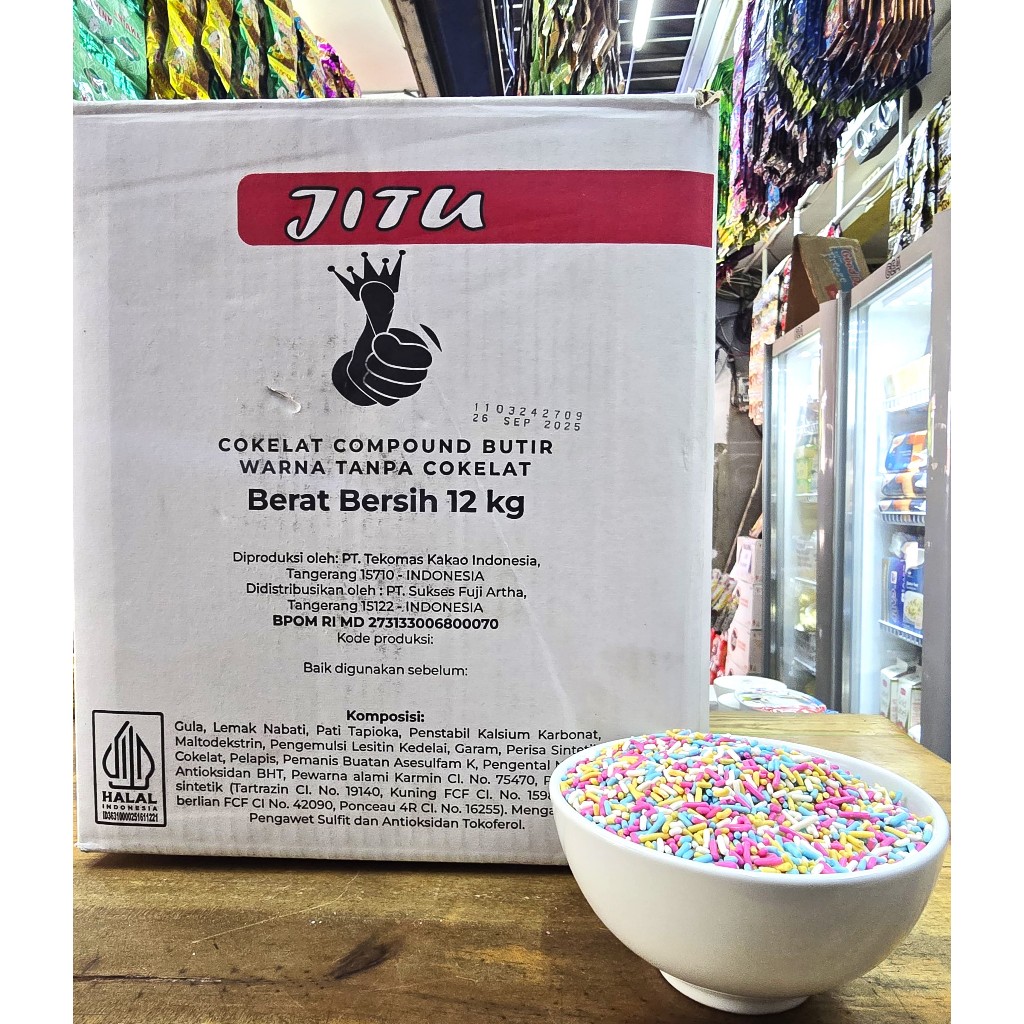 JITU
1103242709
26 SEP 2025
COKELAT COMPOUND BUTIR
WARNA TANPA COKELAT
Berat Bersih 12 kg
Diproduksi oleh: PT. Tekomas Kakao Indonesia,
Tangerang 15710 - INDONESIA
Didistribusikan oleh : PT. Sukses Fuji Artha,
Tangerang 15122 - INDONESIA
BPOM RI MD 273133006800070
Kode produksi:
Baik digunakan sebelum:
Komposisi:
Gula, Lemak Nabati, Pati Tapioka, Penstabil Kalsium Karbonat,
Maltodekstrin, Pengemulsi Lesitin Kedelai, Garam, Perisa
Cokelat, Pelapis, Pemanis Buatan Asesulfam K, Pengental
Antioksidan BHT, Pewarna alami Karmin CI. No. 75470,
sintetik (Tartrazin CI. No. 19140, Kuning FCF CI. No.
berlian FCF CI No. 42090, Ponceau 4R CI. No. 16255).
Pengawet Sulfit dan Antioksidan Tokoferol.
HALAL
INDONESIA
ID36310000251611221